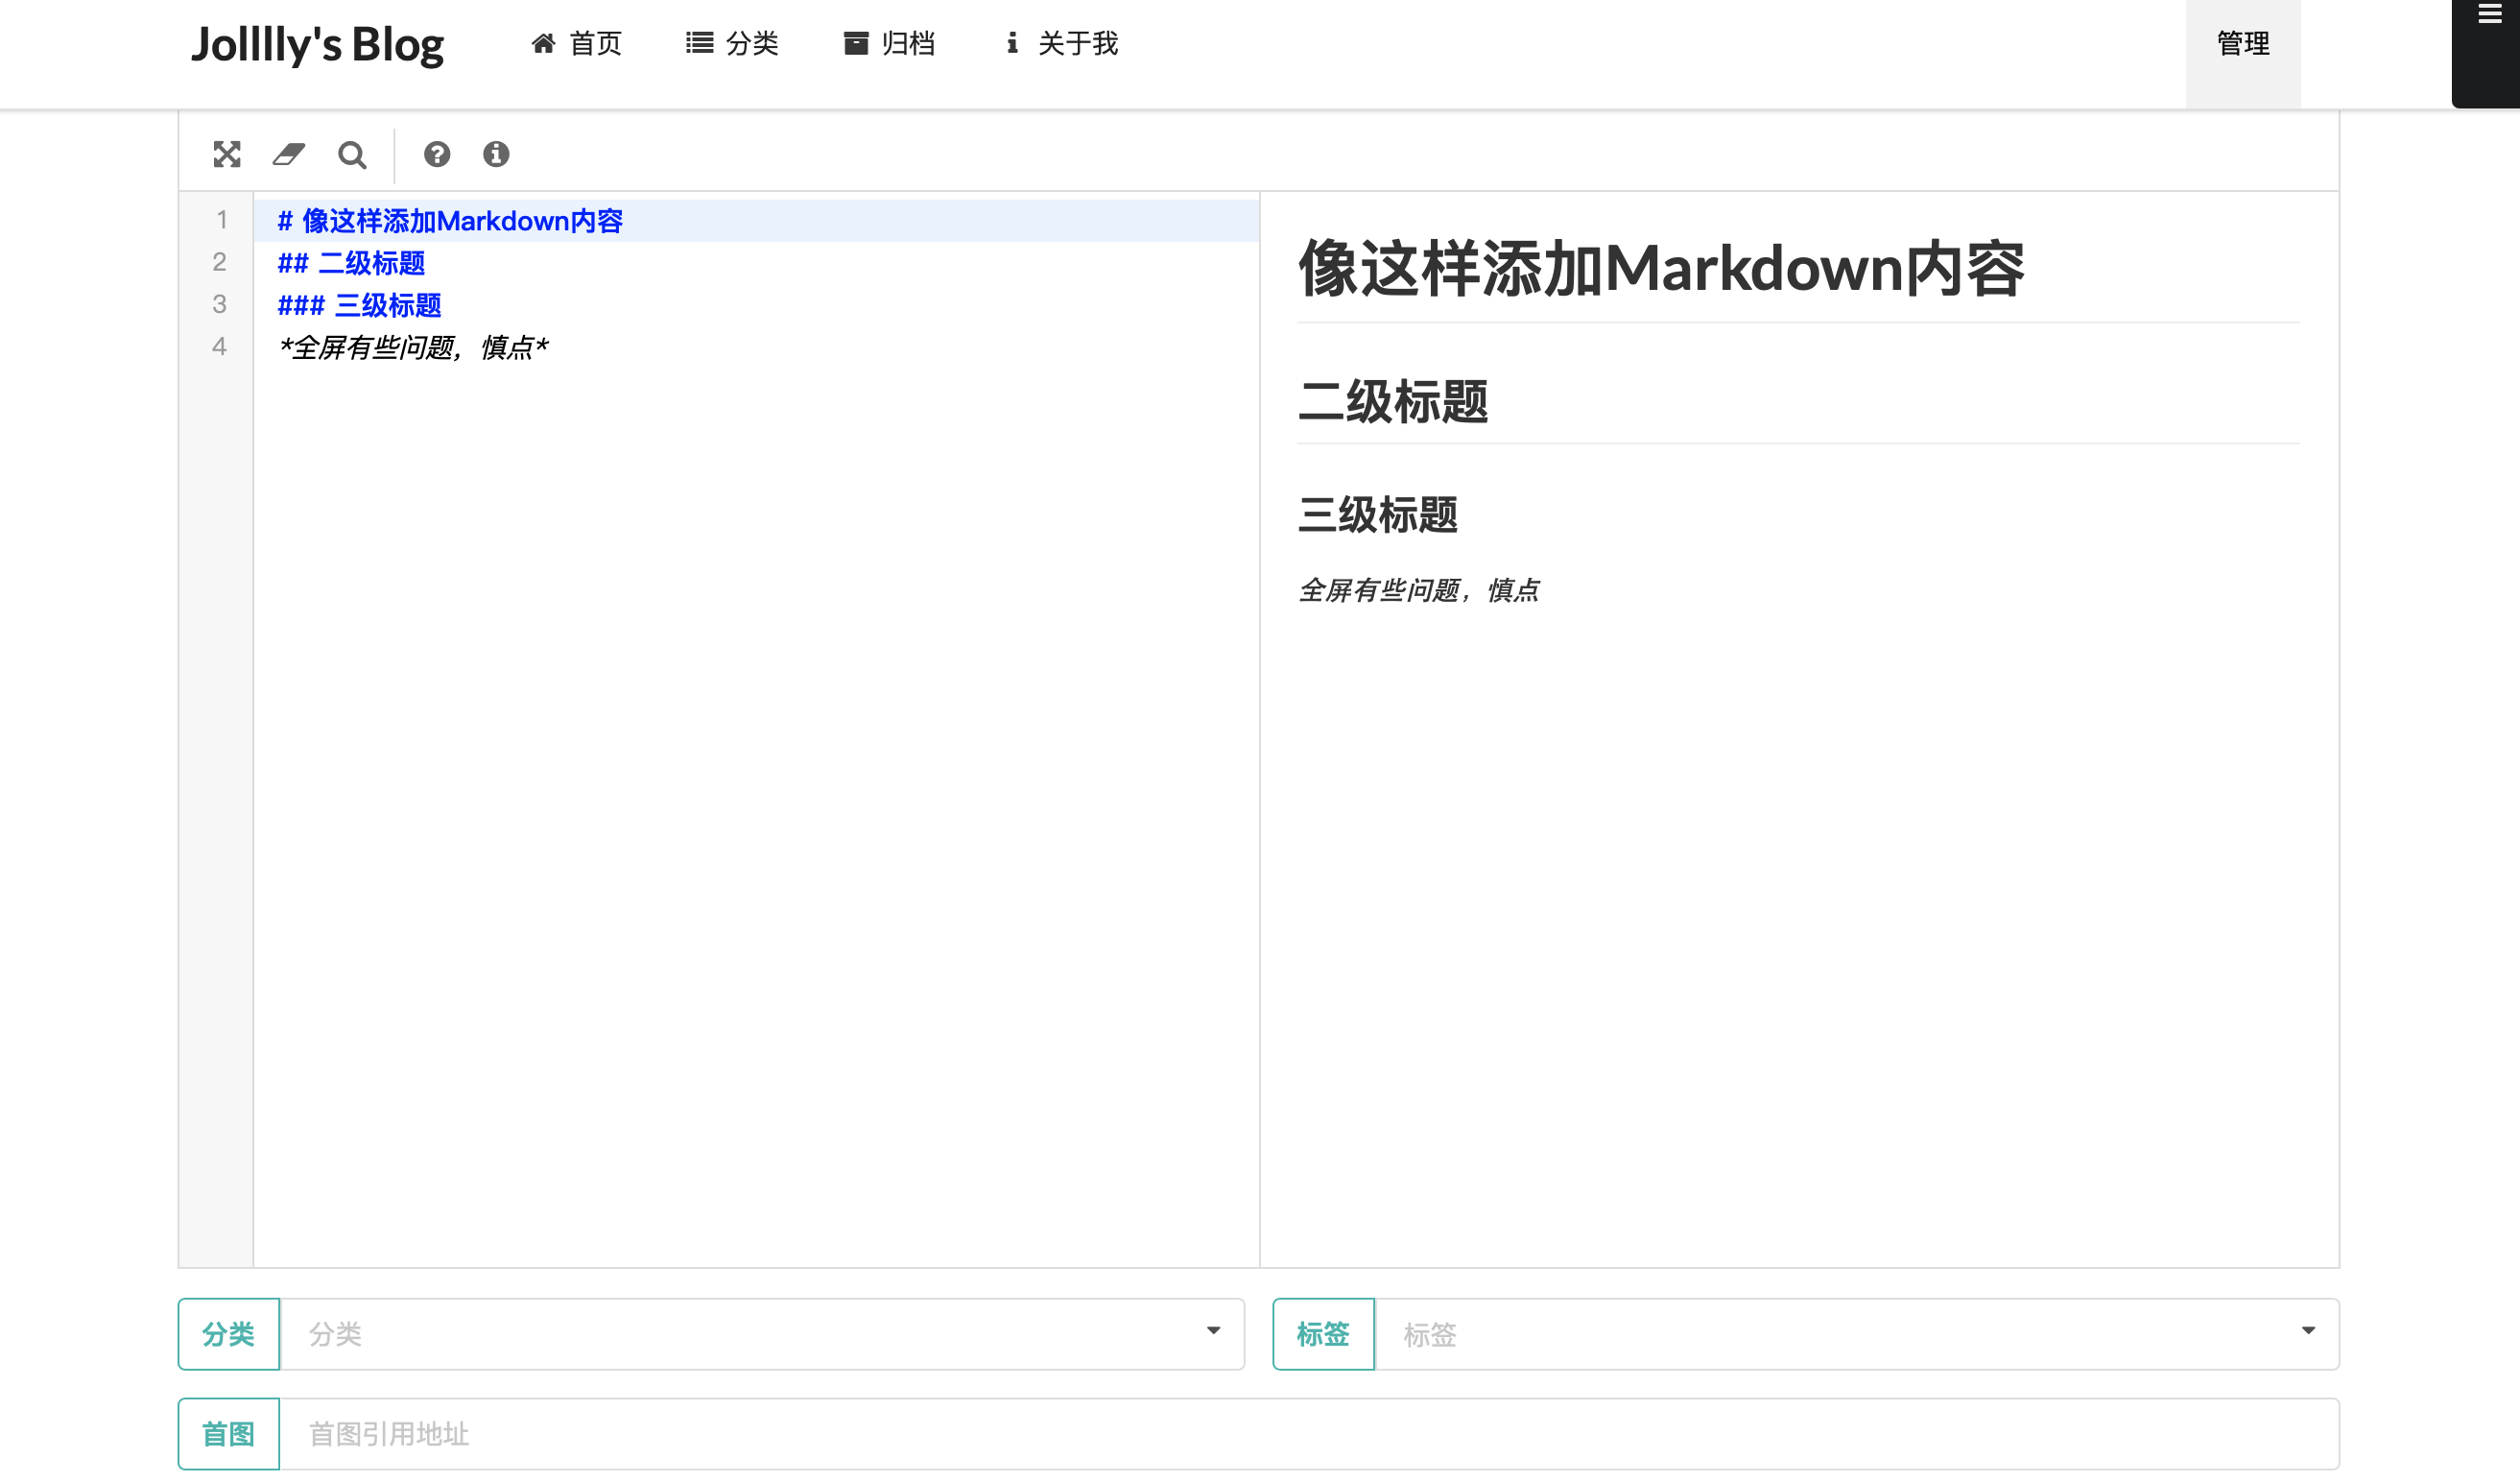 Jolllly's Blog 首页 分类 归档 关于我 管理
1 # 像这样添加Markdown内容
2 ## 二级标题
3 ### 三级标题
4 *全屏有些问题，慎点*
像这样添加Markdown内容
二级标题
三级标题
全屏有些问题，慎点
分类 分类 标签 标签
首图 首图引用地址